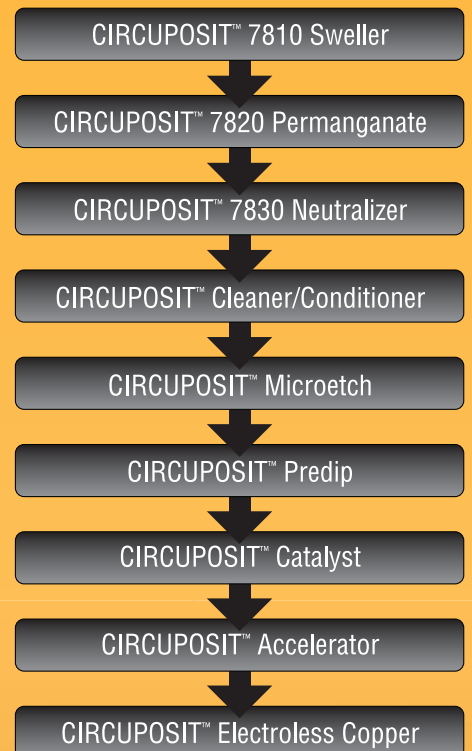 CIRCUPOSIT™ 7810 Sweller
CIRCUPOSIT™ 7820 Permanganate
CIRCUPOSIT™ 7830 Neutralizer
CIRCUPOSIT™ Cleaner/Conditioner
CIRCUPOSIT™ Microetch
CIRCUPOSIT™ Predip
CIRCUPOSIT™ Catalyst
CIRCUPOSIT™ Accelerator
CIRCUPOSIT™ Electroless Copper